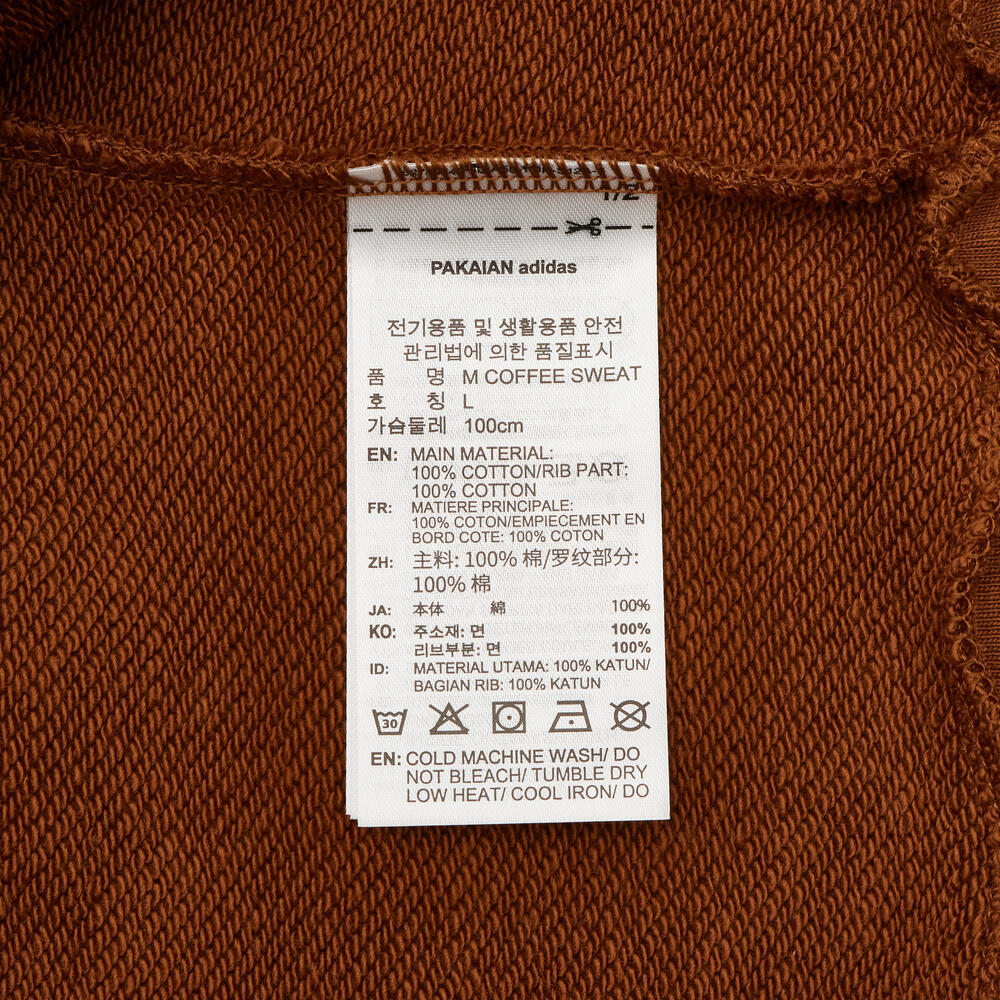 1/2
PAKAIAN adidas
전기용품 및 생활용품 안전
관리법에 의한 품질표시
품 명 M COFFEE SWEAT
호 칭 L
가슴둘레 100cm
EN: MAIN MATERIAL:
100% COTTON/RIB PART:
100% COTTON
FR: MATIERE PRINCIPALE:
100% COTON/EMPIECEMENT EN
BORD COTE: 100% COTON
ZH: 主料: 100% 棉/罗纹部分:
100% 棉
JA: 本体 綿 100%
KO: 주소재: 면 100%
리브부분: 면 100%
ID: MATERIAL UTAMA: 100% KATUN/
BAGIAN RIB: 100% KATUN
30
EN: COLD MACHINE WASH/ DO
NOT BLEACH/ TUMBLE DRY
LOW HEAT/ COOL IRON/ DO